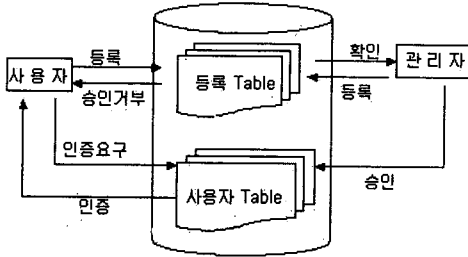 등록
확인
사용자
등록 Table
관리자
승인거부
등록
인증요구
승인
사용자 Table
인증